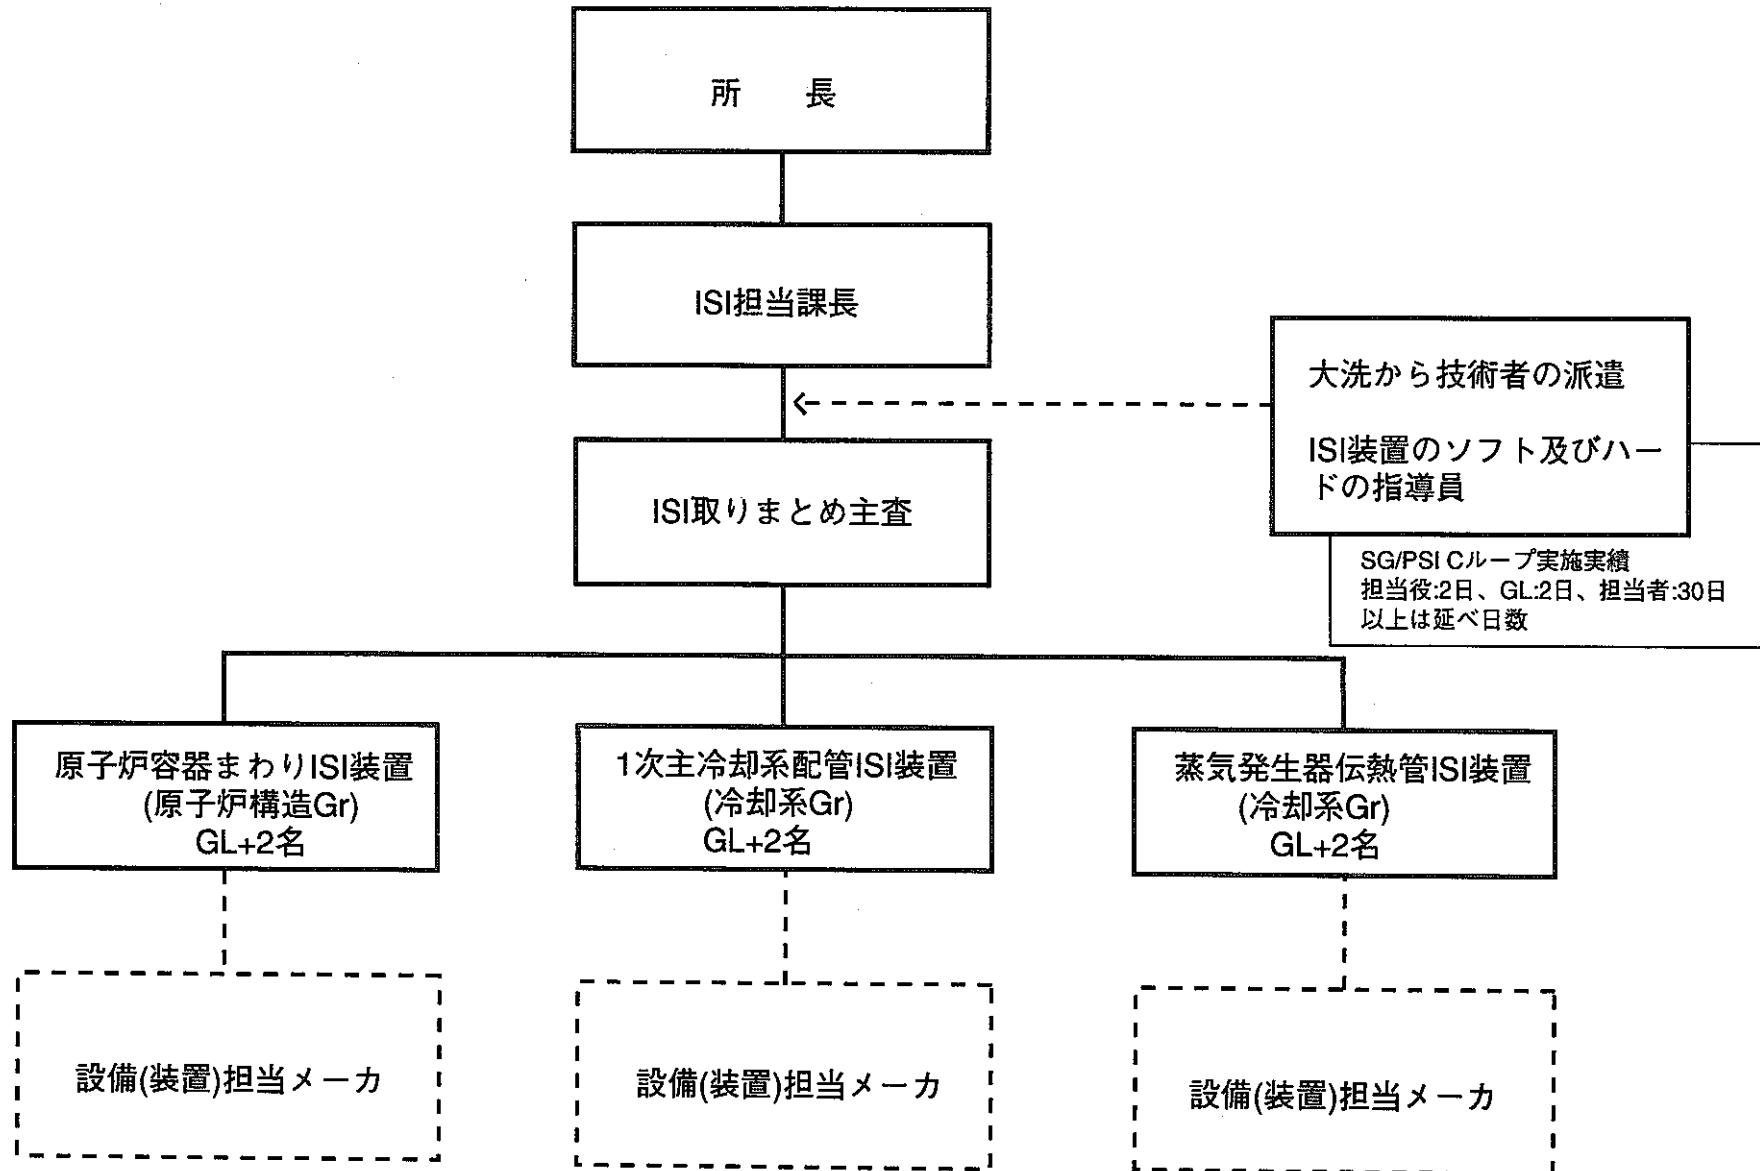 所　長
ISI担当課長
大洗から技術者の派遣
ISI装置のソフト及びハー
ドの指導員
ISI取りまとめ主査
SG/PSI Cループ実施実績
担当役:2日、GL:2日、担当者:30日
以上は延べ日数
原子炉容器まわりISI装置
(原子炉構造Gr)
GL+2名
1次主冷却系配管ISI装置
(冷却系Gr)
GL+2名
蒸気発生器伝熱管ISI装置
(冷却系Gr)
GL+2名
設備(装置)担当メーカ
設備(装置)担当メーカ
設備(装置)担当メーカ